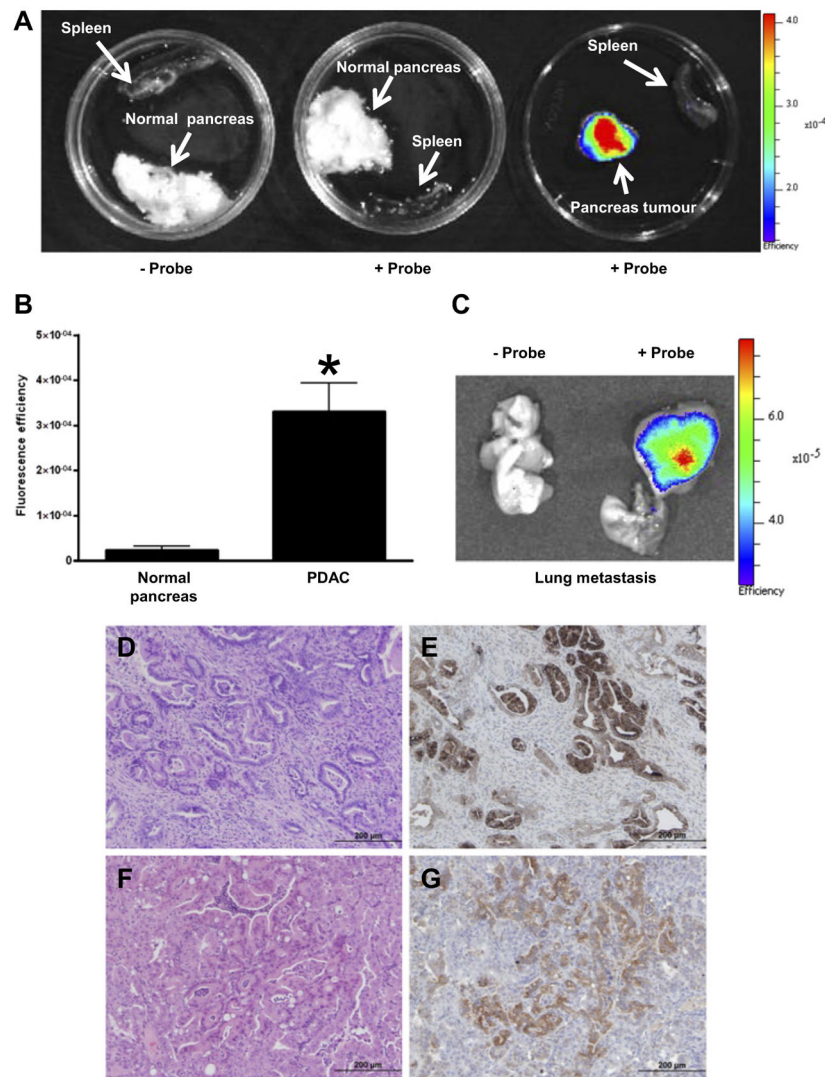 A
Spleen
Normal pancreas
Normal pancreas
Spleen
Spleen
Pancreas tumour
4.0
3.0
x10⁻⁴
2.0
Efficiency
- Probe
+ Probe
+ Probe
B
Fluorescence efficiency
5×10⁻⁰⁴
4×10⁻⁰⁴
3×10⁻⁰⁴
2×10⁻⁰⁴
1×10⁻⁰⁴
0
*
Normal
pancreas
PDAC
C
- Probe
+ Probe
6.0
x10⁻⁵
4.0
Efficiency
Lung metastasis
D
200 µm
E
200 µm
F
200 µm
G
200 µm